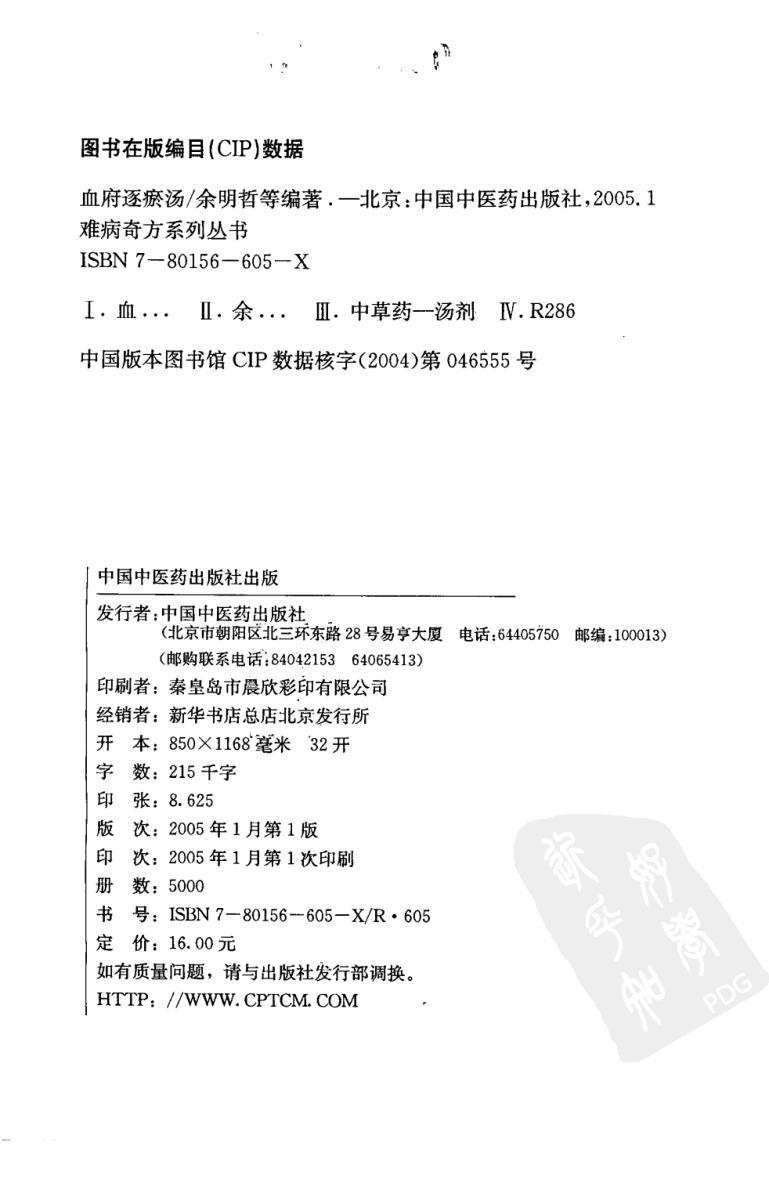 图书在版编目(CIP)数据
血府逐瘀汤/余明哲等编著.—北京:中国中医药出版社,2005.1
难病奇方系列丛书
ISBN 7-80156-605-X
Ⅰ.血... Ⅱ.余... Ⅲ.中草药—汤剂 Ⅳ.R286
中国版本图书馆 CIP 数据核字(2004)第 046555 号
中国中医药出版社出版
发行者:中国中医药出版社
(北京市朝阳区北三环东路 28 号易亨大厦 电话:64405750 邮编:100013)
(邮购联系电话:84042153 64065413)
印刷者:秦皇岛市晨欣彩印有限公司
经销者:新华书店总店北京发行所
开 本:850×1168 毫米 32 开
字 数:215 千字
印 张:8.625
版 次:2005 年 1 月第 1 版
印 次:2005 年 1 月第 1 次印刷
册 数:5000
书 号:ISBN 7-80156-605-X/R·605
定 价:16.00 元
如有质量问题,请与出版社发行部调换。
HTTP://WWW.CPTCM.COM
PDG